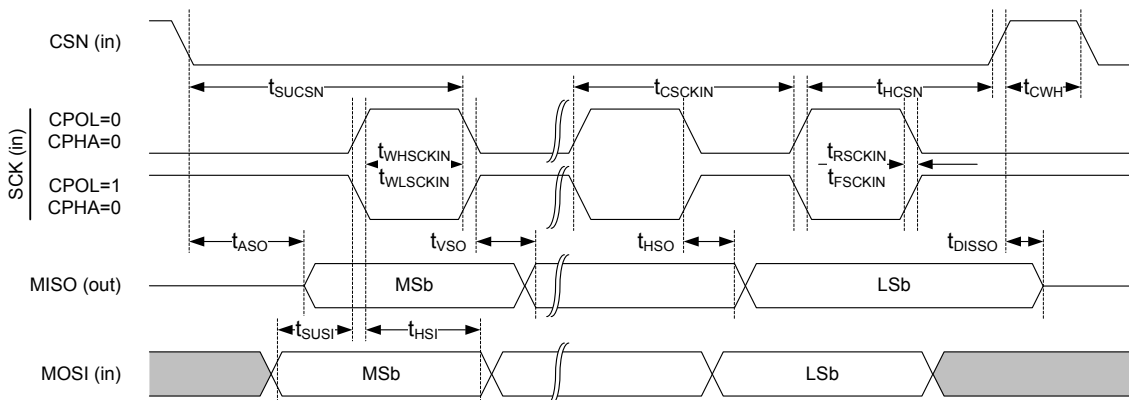 CSN (in)
tSUCSN
tCSCKIN
tHCSN
tCWH
SCK (in)
CPOL=0
CPHA=0
CPOL=1
CPHA=0
tWHSCKIN
tWLSCKIN
tRSCKIN
tFSCKIN
tASO
tVSO
tHSO
tDISSO
MISO (out)
MSb
LSb
tSUSI
tHSI
MOSI (in)
MSb
LSb